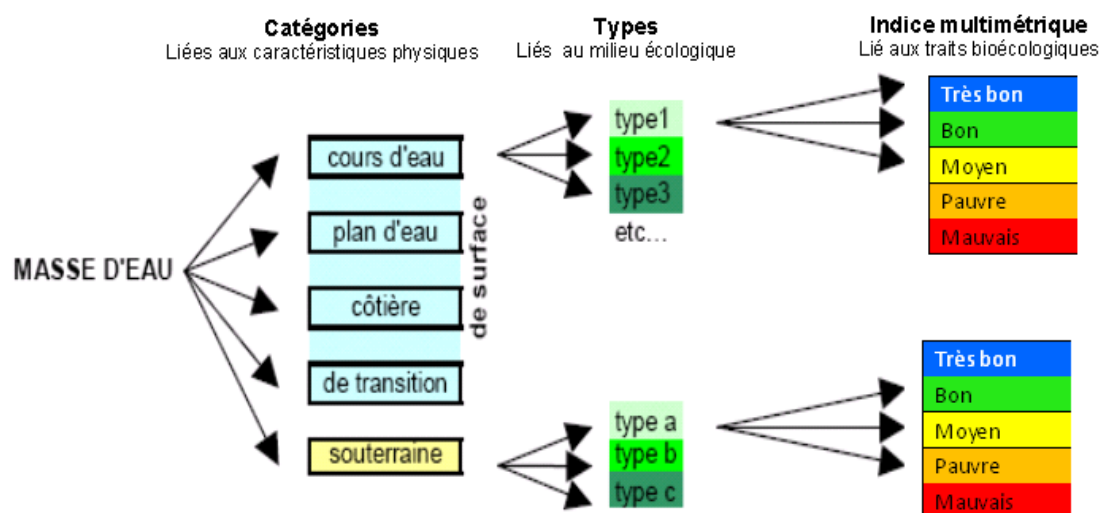 Catégories
Liées aux caractéristiques physiques
Types
Liés au milieu écologique
Indice multimétrique
Lié aux traits bioécologiques
MASSE D'EAU
cours d'eau
plan d'eau
côtière
de transition
souterraine
de surface
type1
type2
type3
etc...
type a
type b
type c
Très bon
Bon
Moyen
Pauvre
Mauvais
Très bon
Bon
Moyen
Pauvre
Mauvais